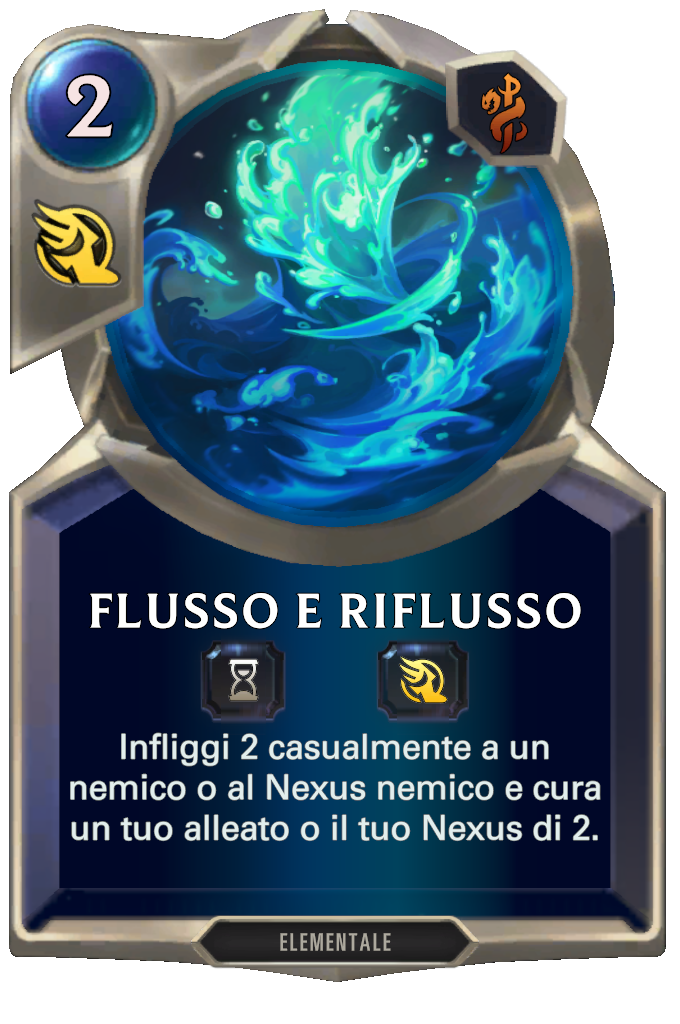 2
FLUSSO E RIFLUSSO
Infliggi 2 casualmente a un
nemico o al Nexus nemico e cura
un tuo alleato o il tuo Nexus di 2.
ELEMENTALE